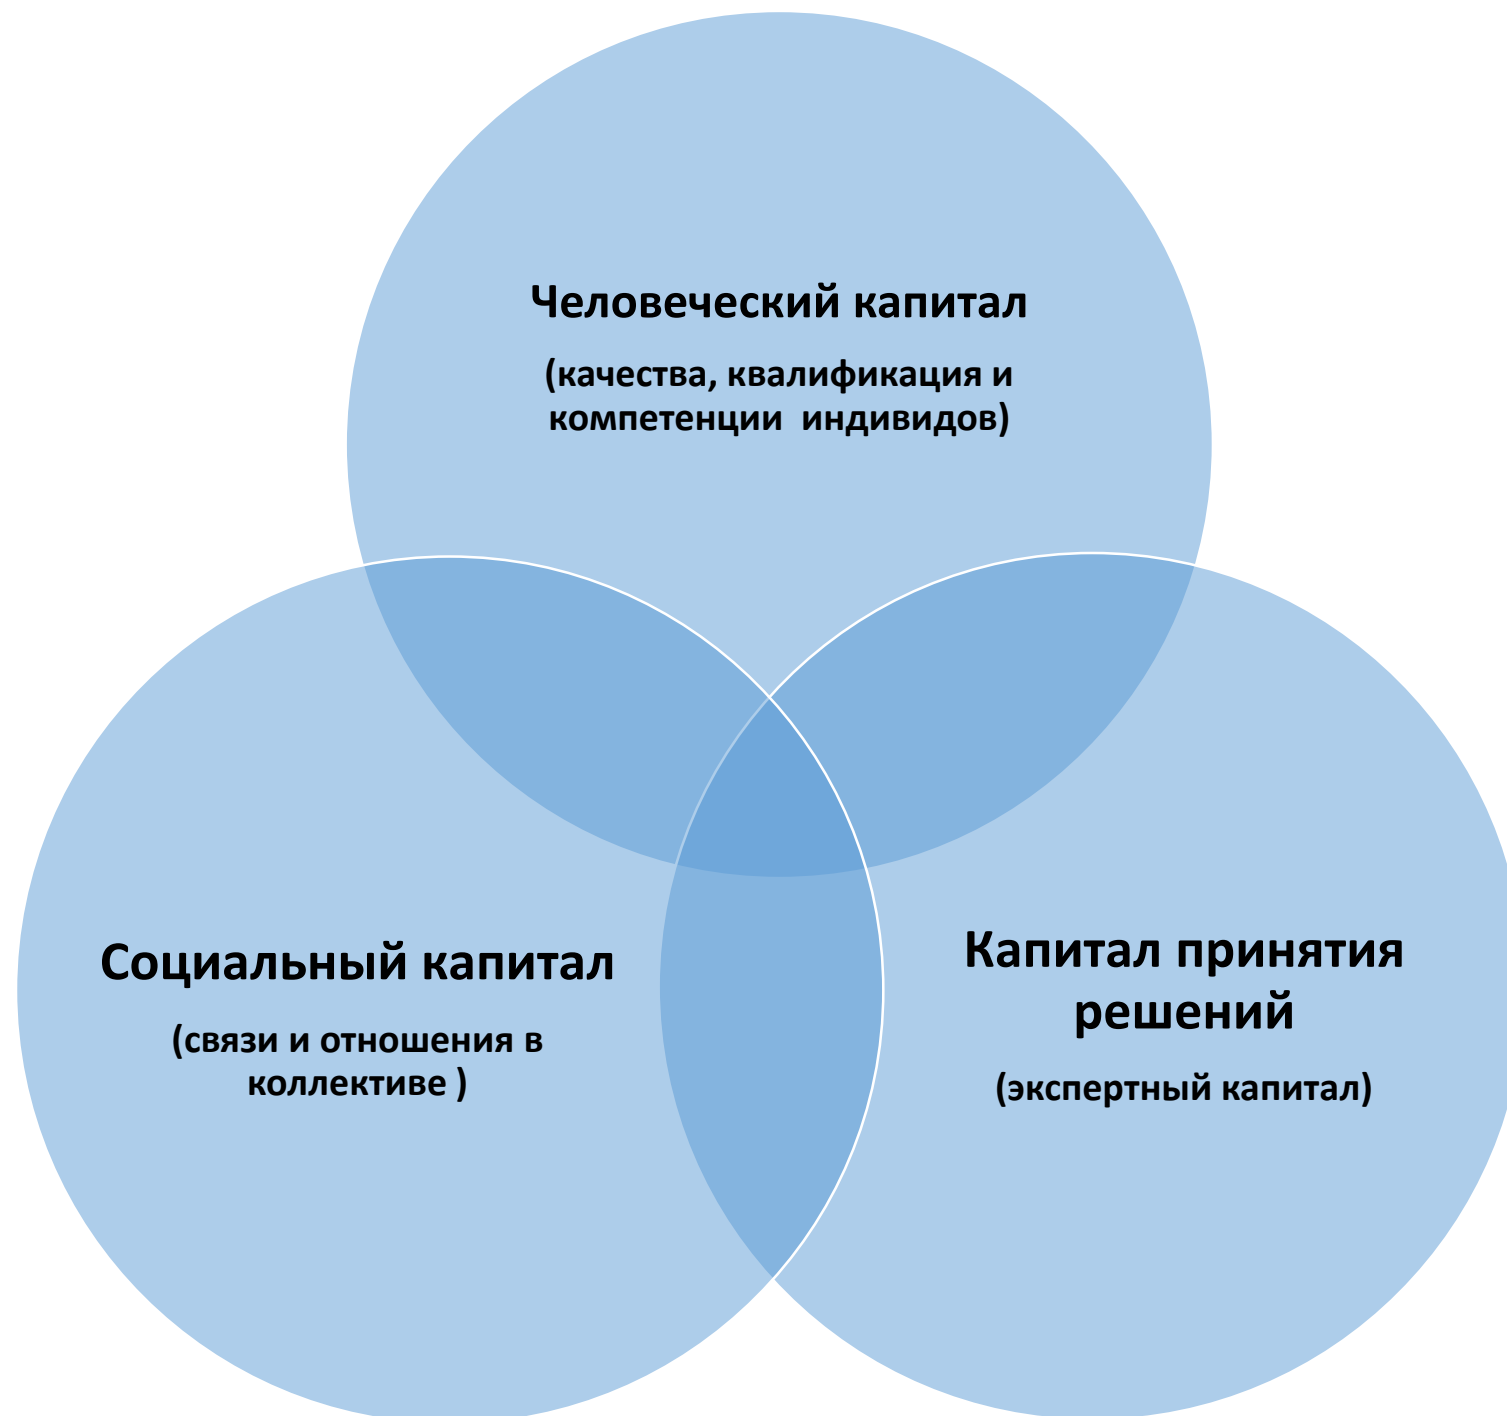 Человеческий капитал
(качества, квалификация и
компетенции  индивидов)
Социальный капитал
(связи и отношения в
коллективе )
Капитал принятия
решений
(экспертный капитал)